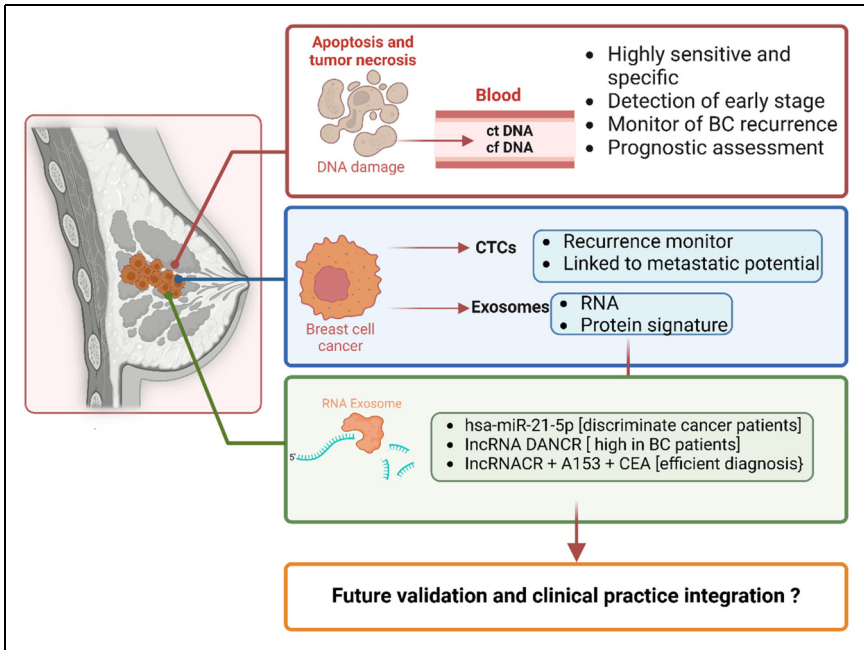 Apoptosis and
tumor necrosis
DNA damage
Blood
ct DNA
cf DNA
• Highly sensitive and
specific
• Detection of early stage
• Monitor of BC recurrence
• Prognostic assessment
Breast cell
cancer
CTCs
• Recurrence monitor
• Linked to metastatic potential
Exosomes
• RNA
• Protein signature
RNA Exosome
5'
• hsa-miR-21-5p [discriminate cancer patients]
• lncRNA DANCR [ high in BC patients]
• lncRNACR + A153 + CEA [efficient diagnosis}
Future validation and clinical practice integration ?